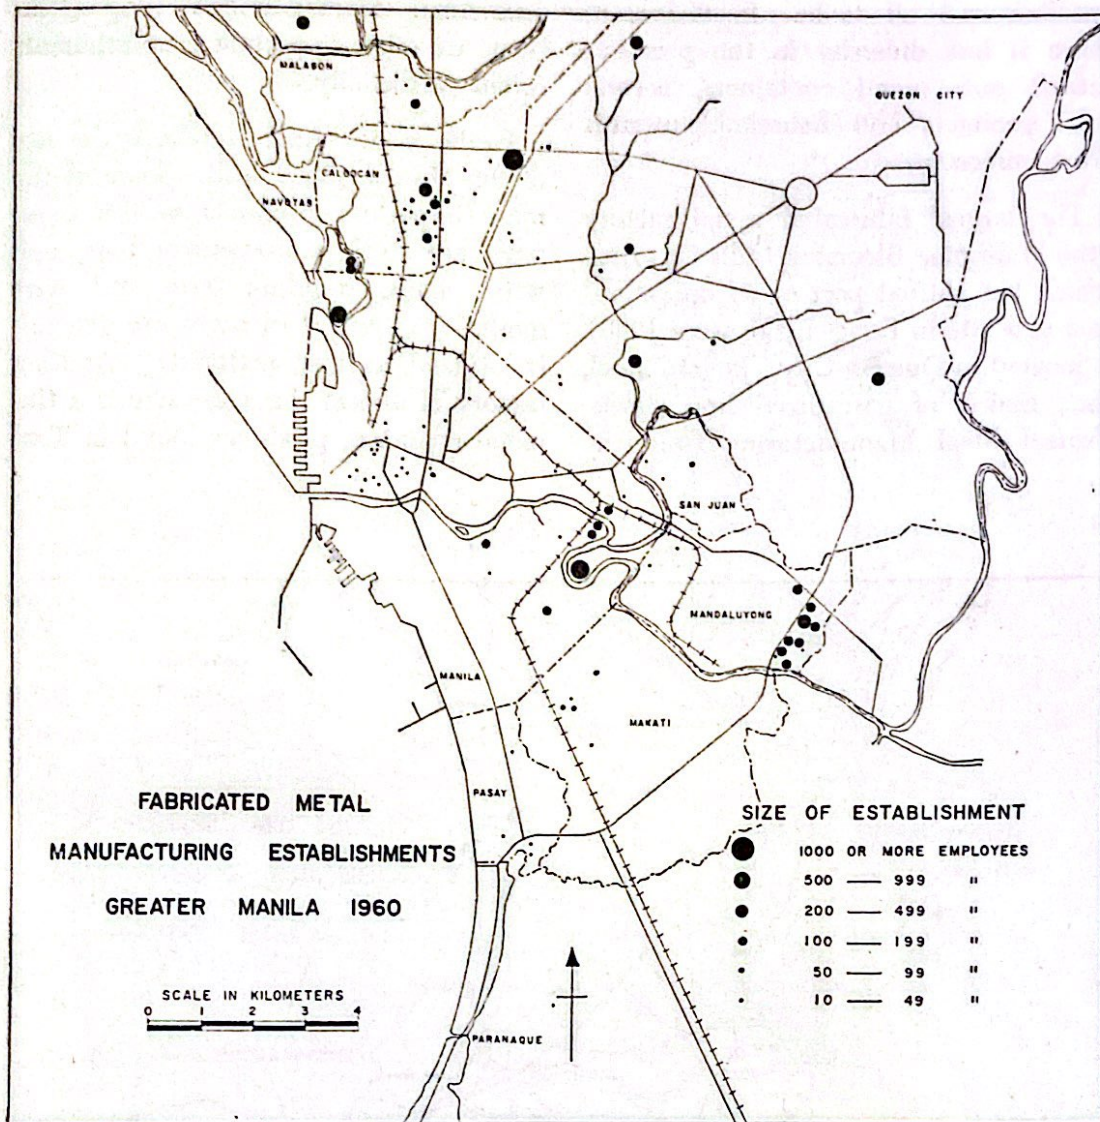 MALABON
QUEZON CITY
CALOOCAN
NAVOTAS
SAN JUAN
MANDALUYONG
MANILA
MAKATI
PASAY
FABRICATED METAL
MANUFACTURING ESTABLISHMENTS
GREATER MANILA 1960
SIZE OF ESTABLISHMENT
1000 OR MORE EMPLOYEES
500 — 999 "
200 — 499 "
100 — 199 "
50 — 99 "
10 — 49 "
SCALE IN KILOMETERS
0 1 2 3 4
PARANAQUE